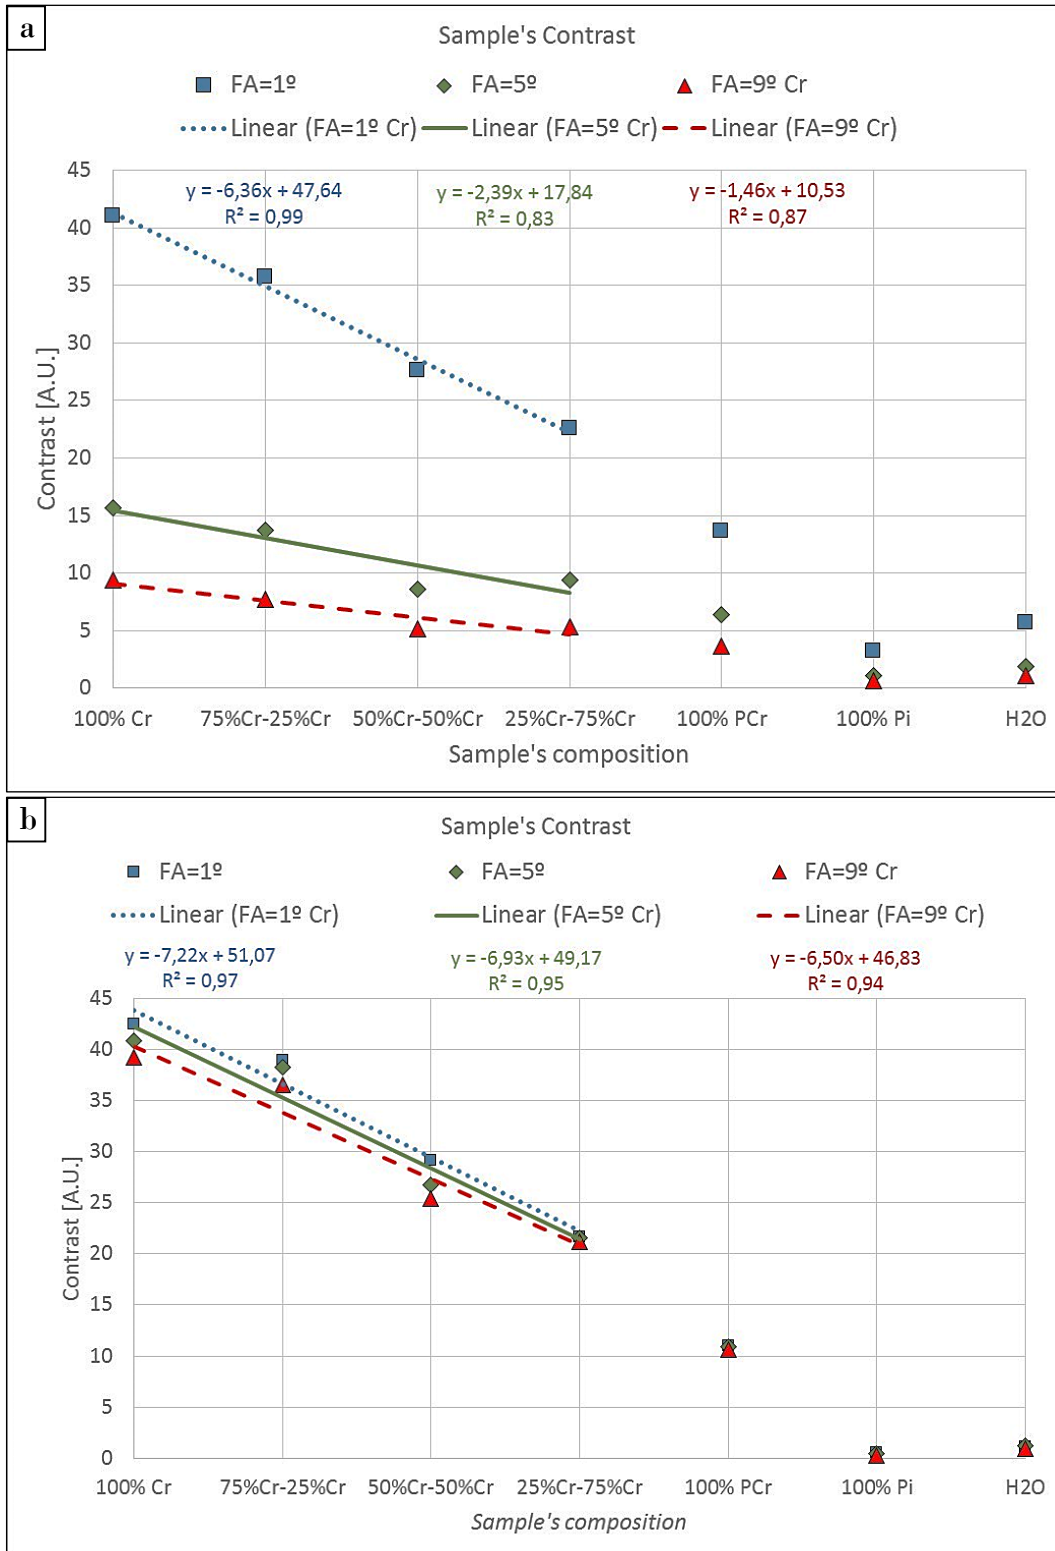 a
Sample's Contrast
FA=1º FA=5º FA=9º Cr
Linear (FA=1º Cr) Linear (FA=5º Cr) Linear (FA=9º Cr)
45
y = -6,36x + 47,64 y = -2,39x + 17,84 y = -1,46x + 10,53
R² = 0,99 R² = 0,83 R² = 0,87
40
35
30
25
20
15
10
5
0
Contrast [A.U.]
100% Cr 75%Cr-25%Cr 50%Cr-50%Cr 25%Cr-75%Cr 100% PCr 100% Pi H2O
Sample's composition
b
Sample's Contrast
FA=1º FA=5º FA=9º Cr
Linear (FA=1º Cr) Linear (FA=5º Cr) Linear (FA=9º Cr)
y = -7,22x + 51,07 y = -6,93x + 49,17 y = -6,50x + 46,83
R² = 0,97 R² = 0,95 R² = 0,94
45
40
35
30
25
20
15
10
5
0
Contrast [A.U.]
100% Cr 75%Cr-25%Cr 50%Cr-50%Cr 25%Cr-75%Cr 100% PCr 100% Pi H2O
Sample's composition